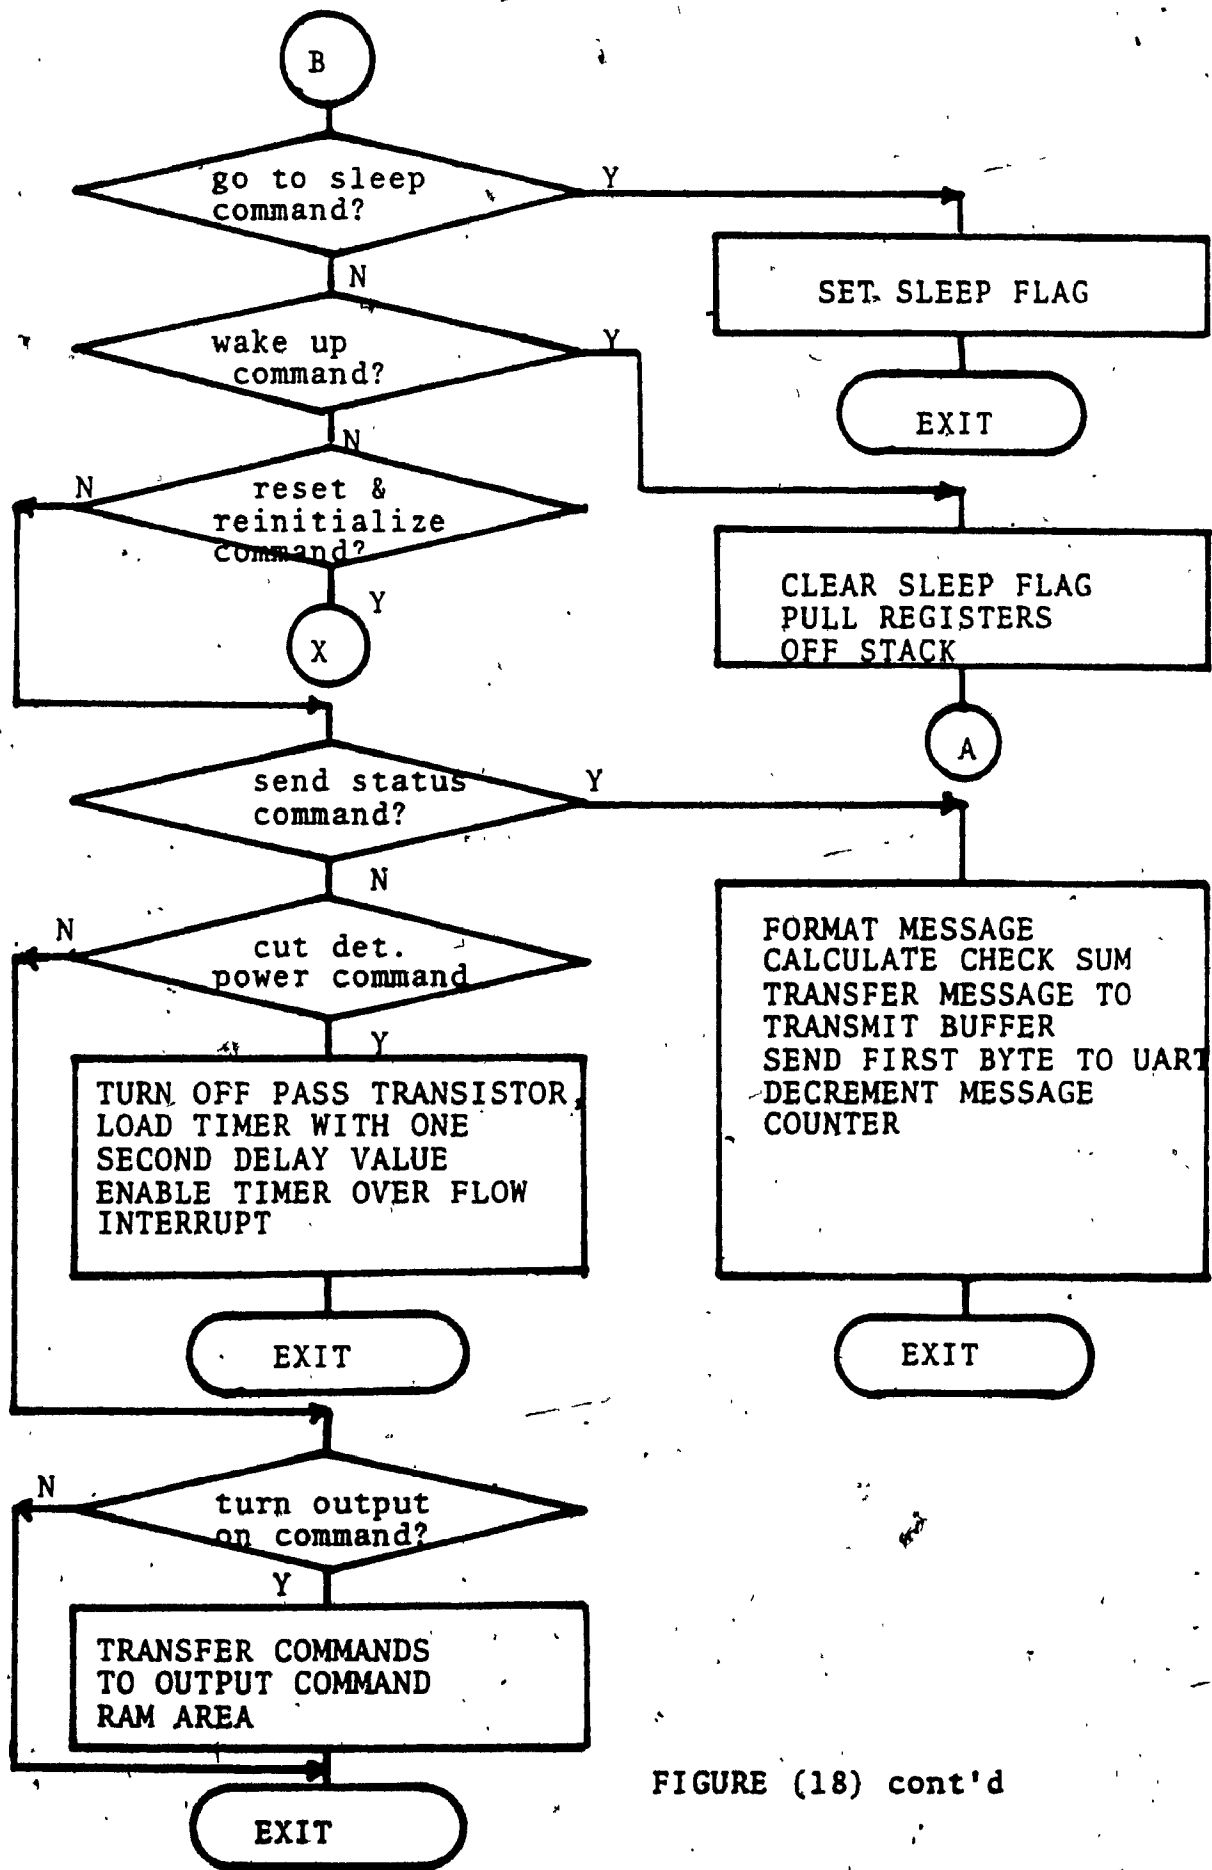 B
go to sleep
command?
Y
N
SET SLEEP FLAG
EXIT
wake up
command?
Y
N
reset &
reinitialize
command?
N
Y
X
CLEAR SLEEP FLAG
PULL REGISTERS
OFF STACK
A
send status
command?
Y
N
FORMAT MESSAGE
CALCULATE CHECK SUM
TRANSFER MESSAGE TO
TRANSMIT BUFFER
SEND FIRST BYTE TO UART
DECREMENT MESSAGE
COUNTER
EXIT
cut det.
power command
N
Y
TURN OFF PASS TRANSISTOR
LOAD TIMER WITH ONE
SECOND DELAY VALUE
ENABLE TIMER OVER FLOW
INTERRUPT
EXIT
turn output
on command?
N
Y
TRANSFER COMMANDS
TO OUTPUT COMMAND
RAM AREA
EXIT
FIGURE (18) cont'd